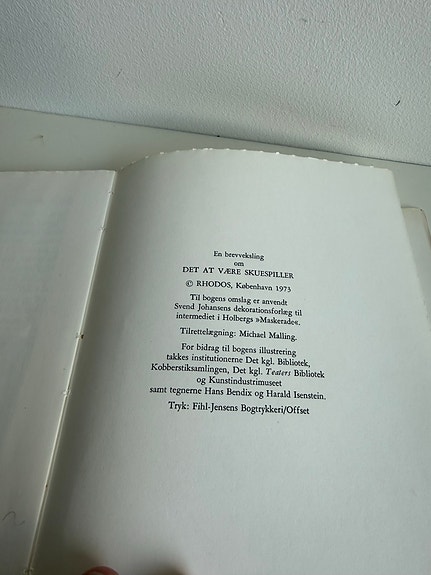 En brevveksling
om
DET AT VÆRE SKUESPILLER
© RHODOS, København 1973
Til bogens omslag er anvendt
Svend Johansens dekorationsforlæg til
intermediet i Holbergs »Maskerade«.
Tilrettelægning: Michael Malling.
For bidrag til bogens illustrering
takkes institutionerne Det kgl. Bibliotek,
Kobberstiksamlingen, Det kgl. Teaters Bibliotek
og Kunstindustrimuseet
samt tegnerne Hans Bendix og Harald Isenstein.
Tryk: Fihl-Jensens Bogtrykkeri/Offset